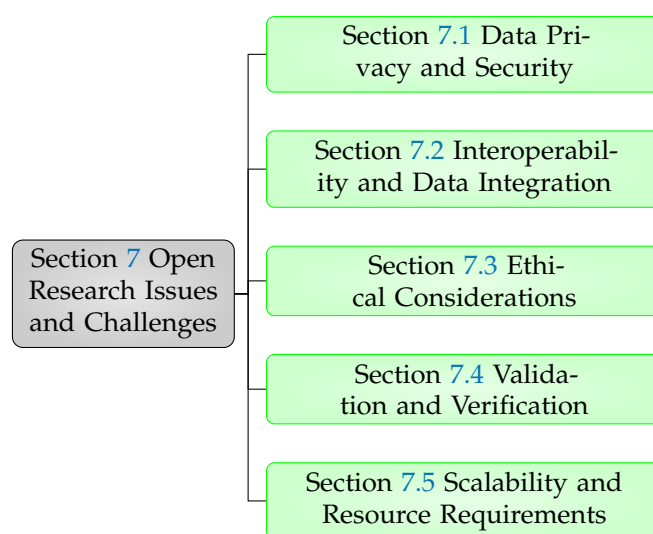 Section 7.1 Data Pri-
vacy and Security
Section 7.2 Interoperabil-
ity and Data Integration
Section 7 Open
Research Issues
and Challenges
Section 7.3 Ethi-
cal Considerations
Section 7.4 Valida-
tion and Verification
Section 7.5 Scalability and
Resource Requirements